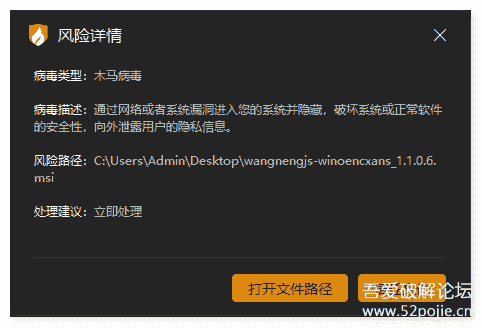 风险详情
病毒类型：木马病毒
病毒描述：通过网络或者系统漏洞进入您的系统并隐藏，破坏系统或正常软件
的安全性，向外泄露用户的隐私信息。
风险路径：C:\Users\Admin\Desktop\wangnengjs-winoencxans_1.1.0.6.
msi
处理建议：立即处理
打开文件路径
吾爱破解论坛
www.52pojie.cn